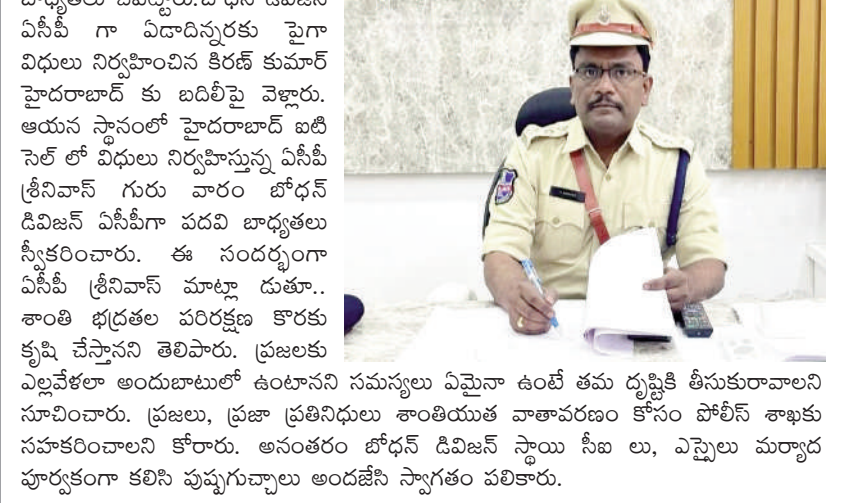 బాధ్యతలు చేపట్టారు.బోధన్ డివిజన్
ఏసీపీ గా ఏడాదిన్నరకు పైగా
విధులు నిర్వహించిన కిరణ్ కుమార్
హైదరాబాద్ కు బదిలీపై వెళ్లారు.
ఆయన స్థానంలో హైదరాబాద్ ఐటి
సెల్ లో విధులు నిర్వహిస్తున్న ఏసీపీ
శ్రీనివాస్ గురు వారం బోధన్
డివిజన్ ఏసీపీగా పదవి బాధ్యతలు
స్వీకరించారు. ఈ సందర్భంగా
ఏసీపీ శ్రీనివాస్ మాట్లా డుతూ..
శాంతి భద్రతల పరిరక్షణ కొరకు
కృషి చేస్తానని తెలిపారు. ప్రజలకు
ఎల్లవేళలా అందుబాటులో ఉంటానని సమస్యలు ఏమైనా ఉంటే తమ దృష్టికి తీసుకురావాలని
సూచించారు. ప్రజలు, ప్రజా ప్రతినిధులు శాంతియుత వాతావరణం కోసం పోలీస్ శాఖకు
సహకరించాలని కోరారు. అనంతరం బోధన్ డివిజన్ స్థాయి సీఐ లు, ఎస్సైలు మర్యాద
పూర్వకంగా కలిసి పుష్పగుచ్ఛాలు అందజేసి స్వాగతం పలికారు.